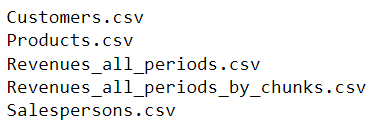 Customers.csv
Products.csv
Revenues_all_periods.csv
Revenues_all_periods_by_chunks.csv
Salespersons.csv